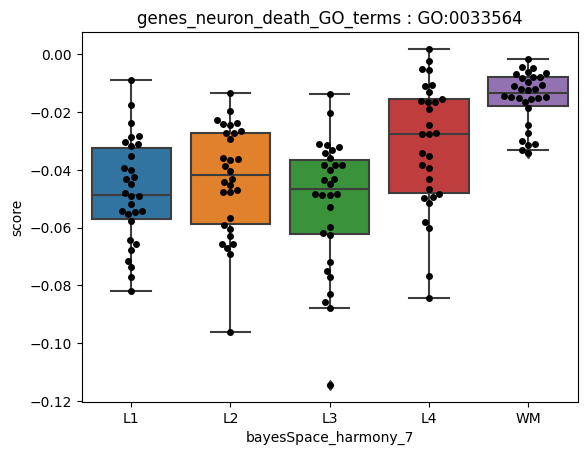 genes_neuron_death_GO_terms : GO:0033564
0.00
−0.02
−0.04
−0.06
−0.08
−0.10
−0.12
score
L1 L2 L3 L4 WM
bayesSpace_harmony_7